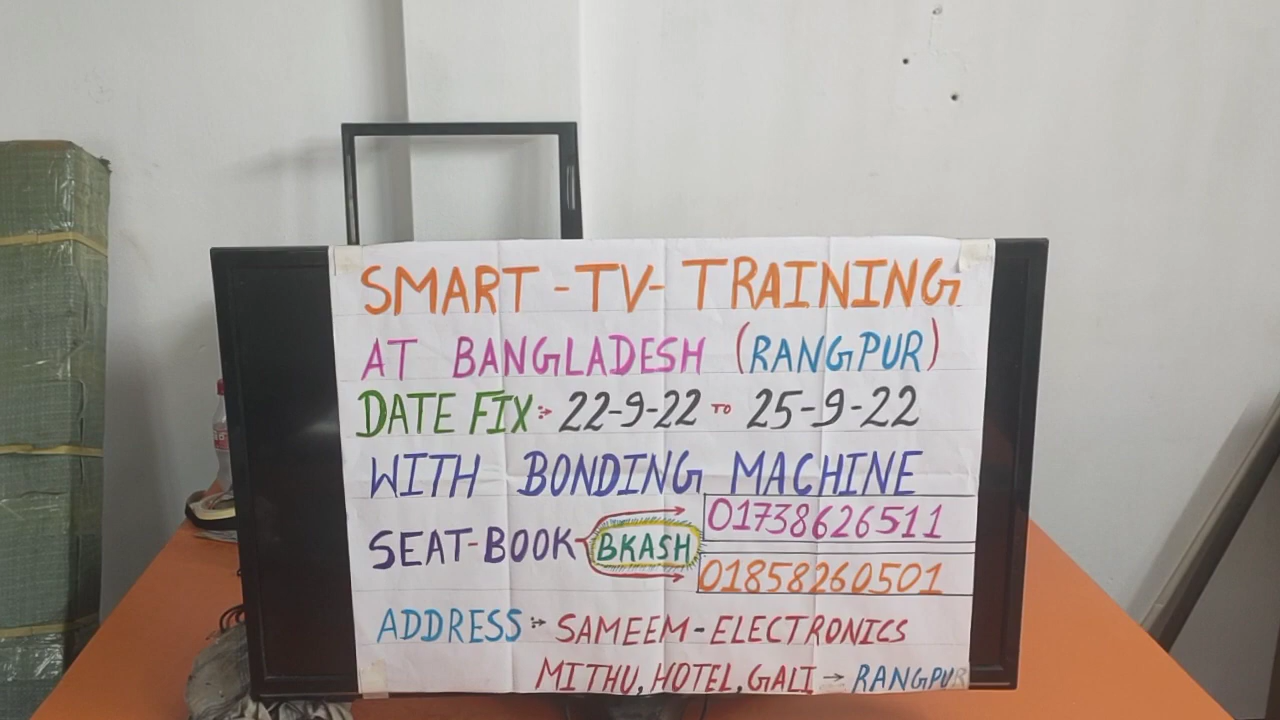 SMART -TV- TRAINING
AT BANGLADESH (RANGPUR)
DATE FIX:- 22-9-22 TO 25-9-22
WITH BONDING MACHINE
SEAT-BOOK BKASH 01738626511
01858260501
ADDRESS:- SAMEEM-ELECTRONICS
MITHU, HOTEL, GALI → RANGPUR